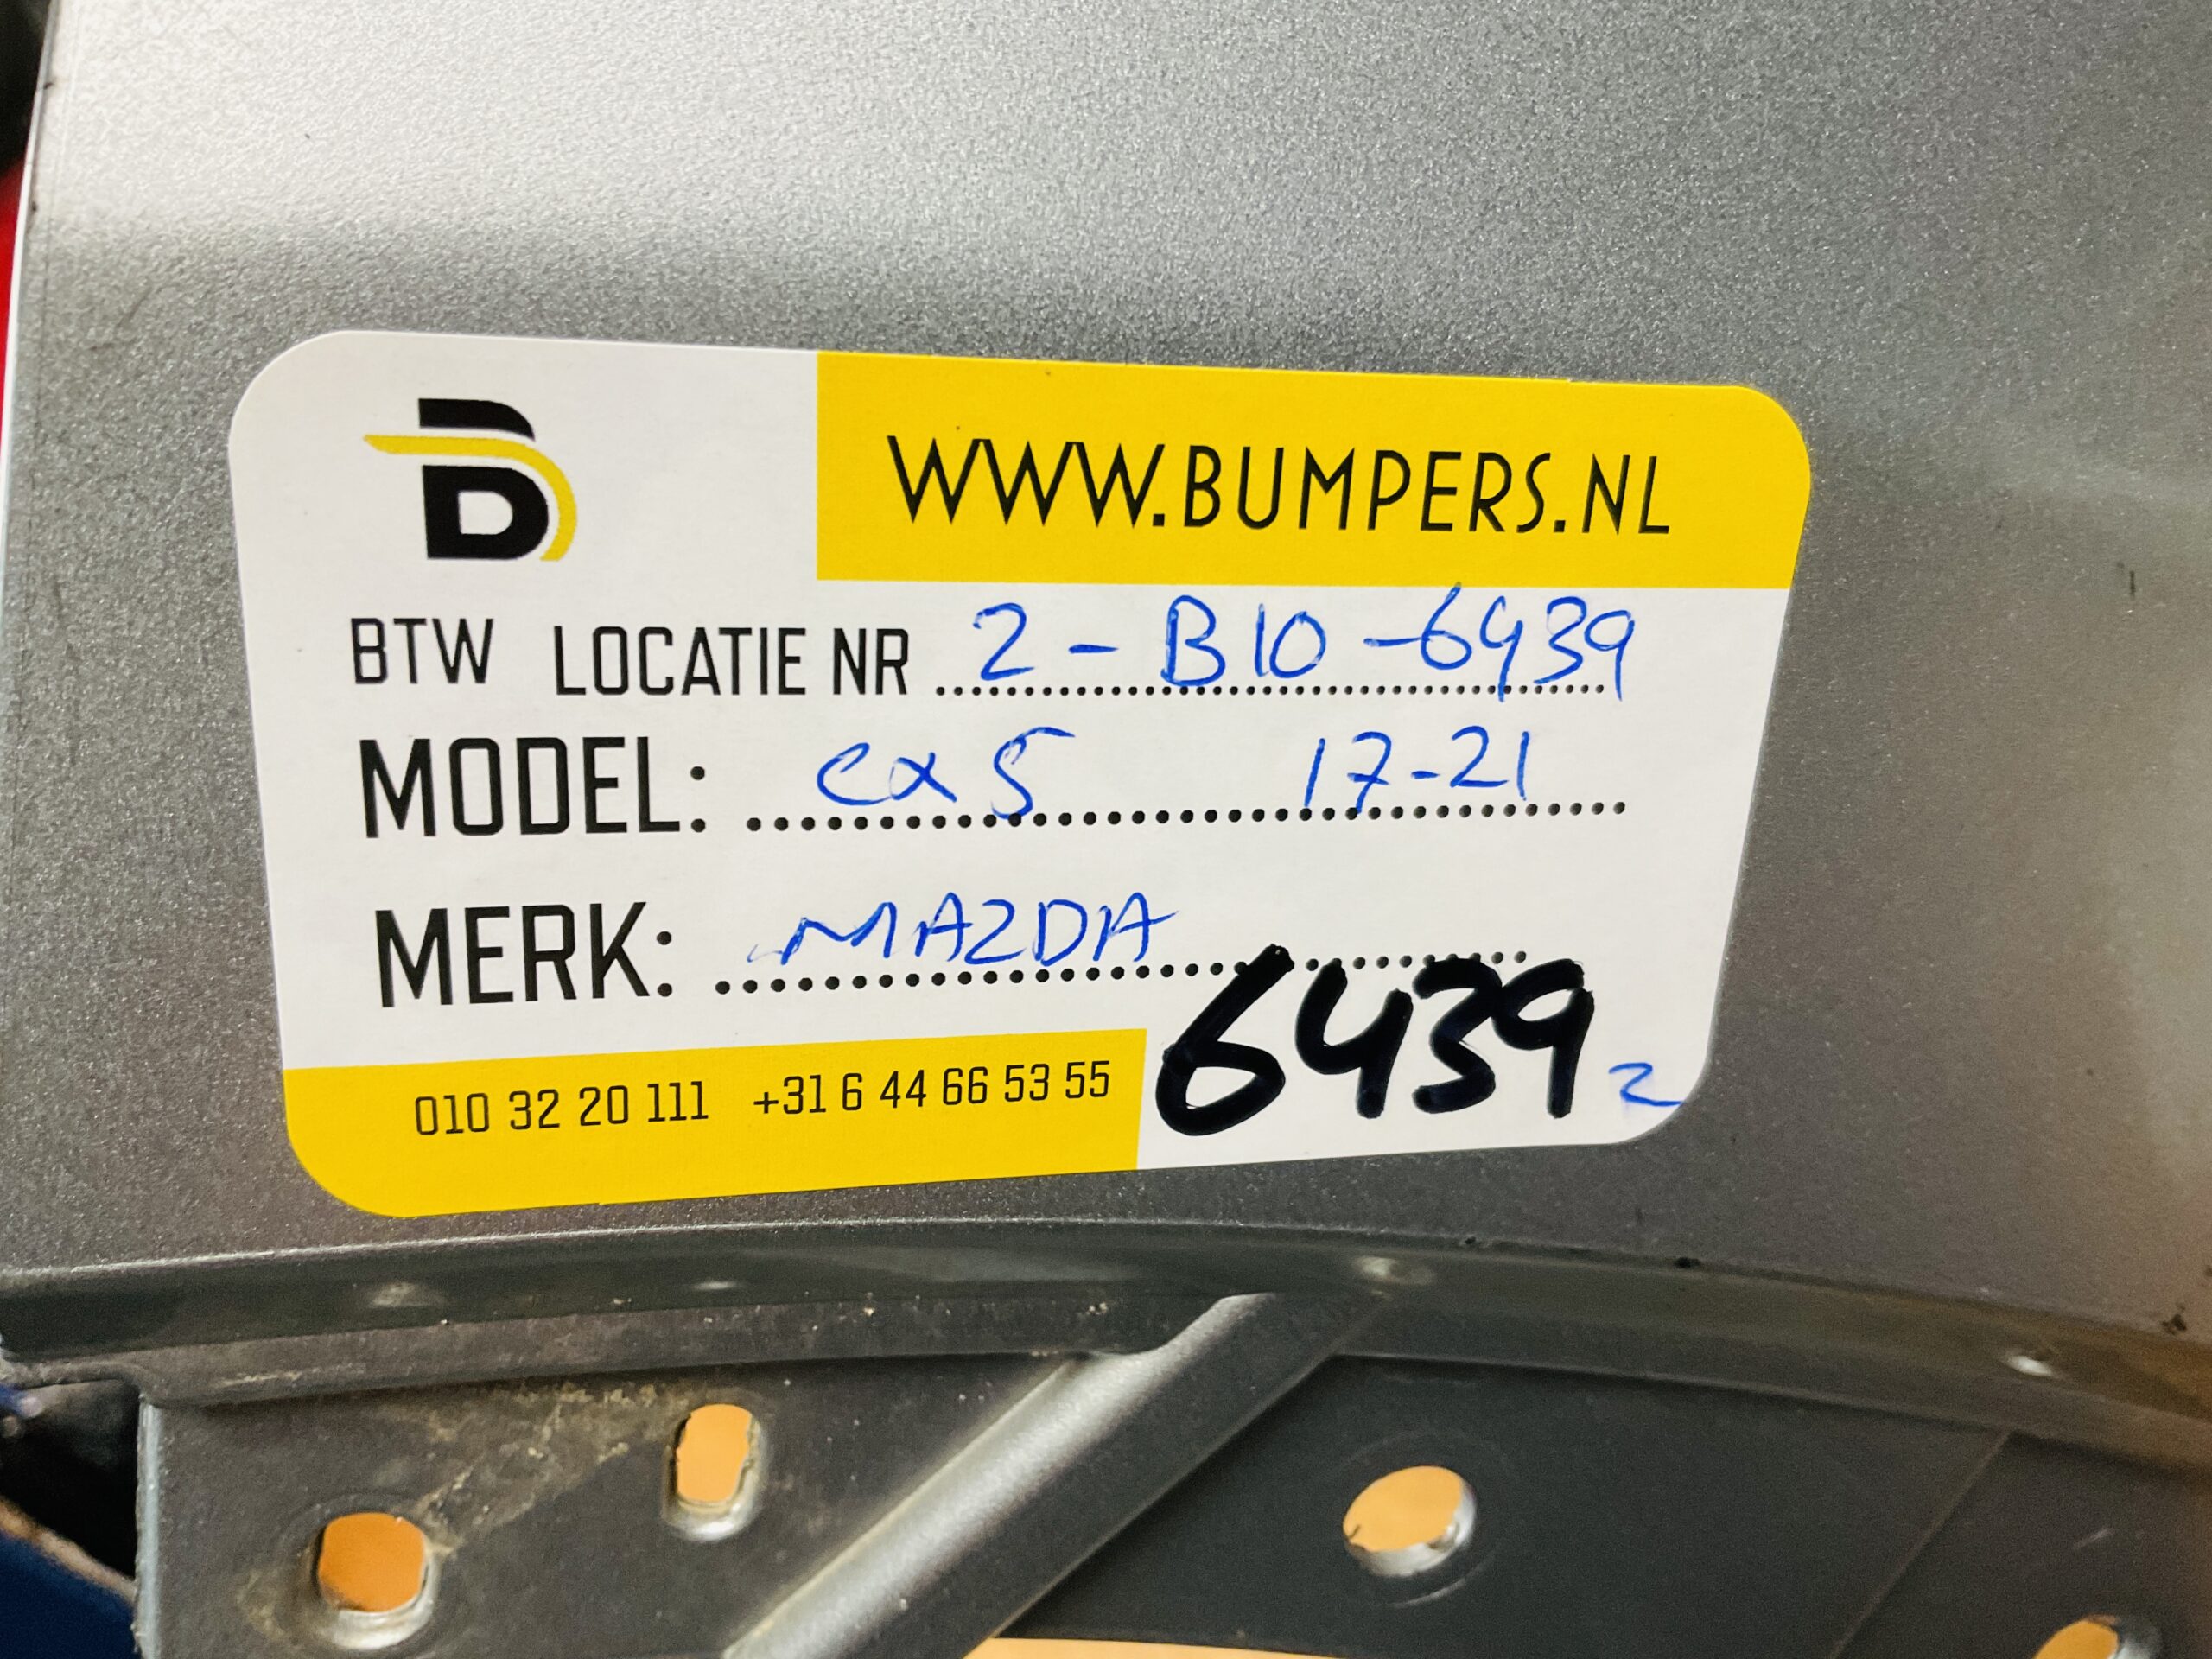 B
WWW.BUMPERS.NL
BTW LOCATIE NR 2-B10-6439
MODEL: CX5 17-21
MERK: MAZDA
6439 2
010 32 20 111 +31 6 44 66 53 55